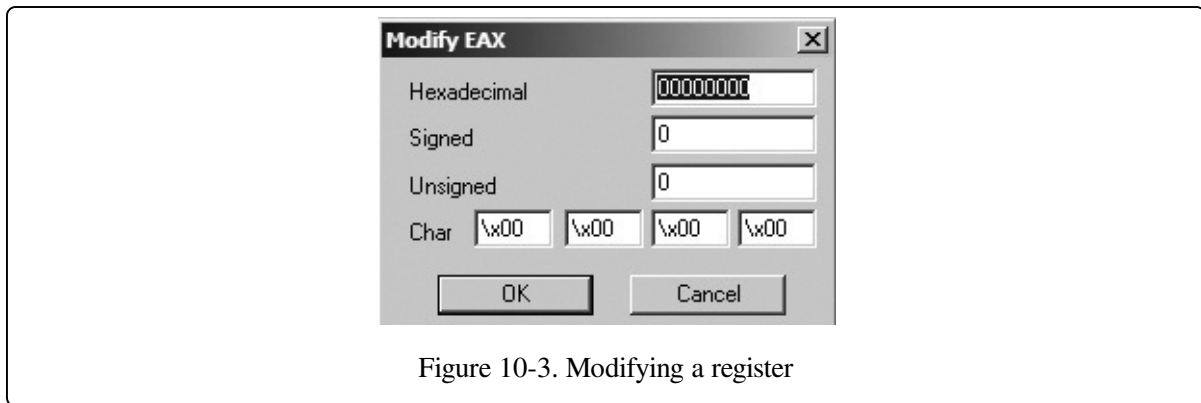 Modify EAX
Hexadecimal 00000000
Signed 0
Unsigned 0
Char \x00 \x00 \x00 \x00
OK Cancel
Figure 10-3. Modifying a register